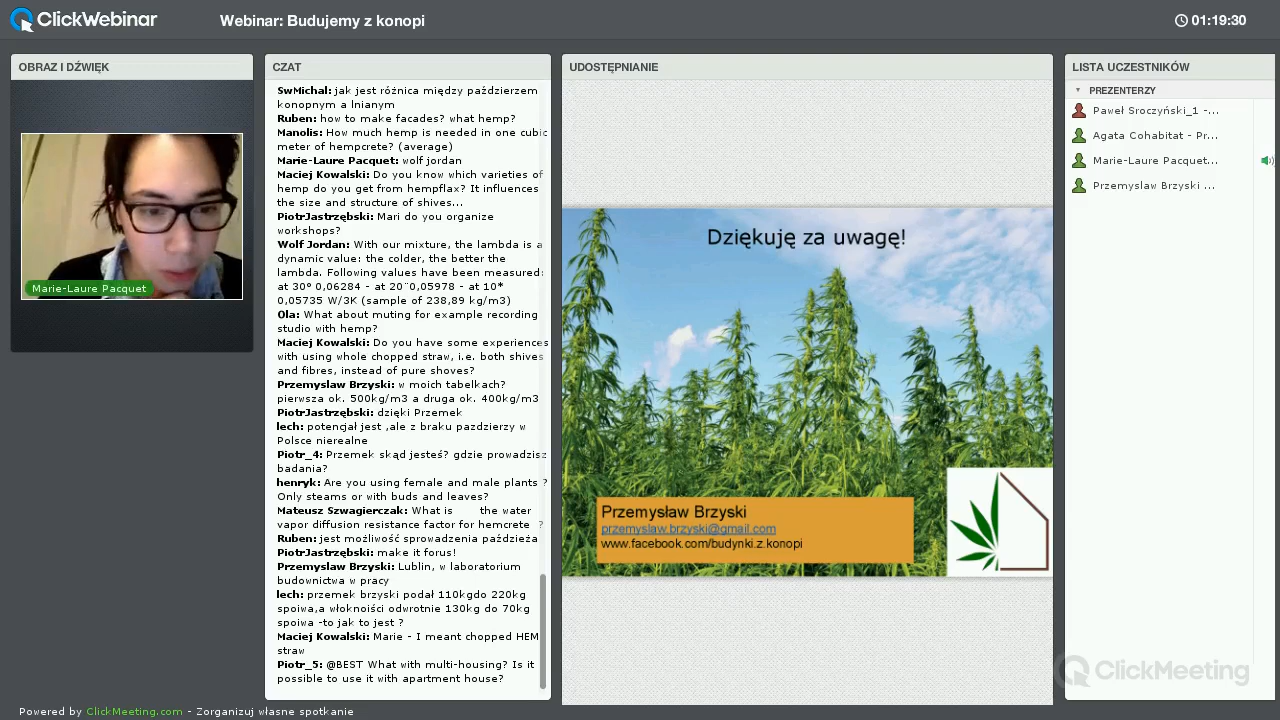 ClickWebinar
Webinar: Budujemy z konopi
01:19:30
OBRAZ I DŹWIĘK
Marie-Laure Pacquet
CZAT
SwMichal: jak jest różnica między paździerzem
konopnym a lnianym
Ruben: how to make facades? what hemp?
Manolis: How much hemp is needed in one cubic
meter of hempcrete? (average)
Marie-Laure Pacquet: wolf jordan
Maciej Kowalski: Do you know which varieties of
hemp do you get from hempflax? It influences
the size and structure of shives...
PiotrJastrzębski: Mari do you organize
workshops?
Wolf Jordan: With our mixture, the lambda is a
dynamic value: the colder, the better the
lambda. Following values have been measured:
at 30º 0,06284 - at 20¨0,05978 - at 10*
0,05735 W/3K (sample of 238,89 kg/m3)
Ola: What about muting for example recording
studio with hemp?
Maciej Kowalski: Do you have some experiences
with using whole chopped straw, i.e. both shives
and fibres, instead of pure shoves?
Przemyslaw Brzyski: w moich tabelkach?
pierwsza ok. 500kg/m3 a druga ok. 400kg/m3
PiotrJastrzębski: dzięki Przemek
lech: potencjał jest ,ale z braku pazdzierzy w
Polsce nierealne
Piotr_4: Przemek skąd jesteś? gdzie prowadzisz
badania?
henryk: Are you using female and male plants ?
Only steams or with buds and leaves?
Mateusz Szwagierczak: What is the water
vapor diffusion resistance factor for hemcrete ?
Ruben: jest możliwość sprowadzenia paździeża
PiotrJastrzębski: make it forus!
Przemyslaw Brzyski: Lublin, w laboratorium
budownictwa w pracy
lech: przemek brzyski podał 110kgdo 220kg
spoiwa,a włokniści odwrotnie 130kg do 70kg
spoiwa -to jak to jest ?
Maciej Kowalski: Marie - I meant chopped HEMP
straw
Piotr_5: @BEST What with multi-housing? Is it
possible to use it with apartment house?
UDOSTĘPNIANIE
Dziękuję za uwagę!
Przemysław Brzyski
przemyslaw.brzyski@gmail.com
www.facebook.com/budynki.z.konopi
LISTA UCZESTNIKÓW
PREZENTERZY
Paweł Sroczyński_1 -...
Agata Cohabitat - Pr...
Marie-Laure Pacquet...
Przemyslaw Brzyski ...
ClickMeeting
Powered by ClickMeeting.com - Zorganizuj własne spotkanie